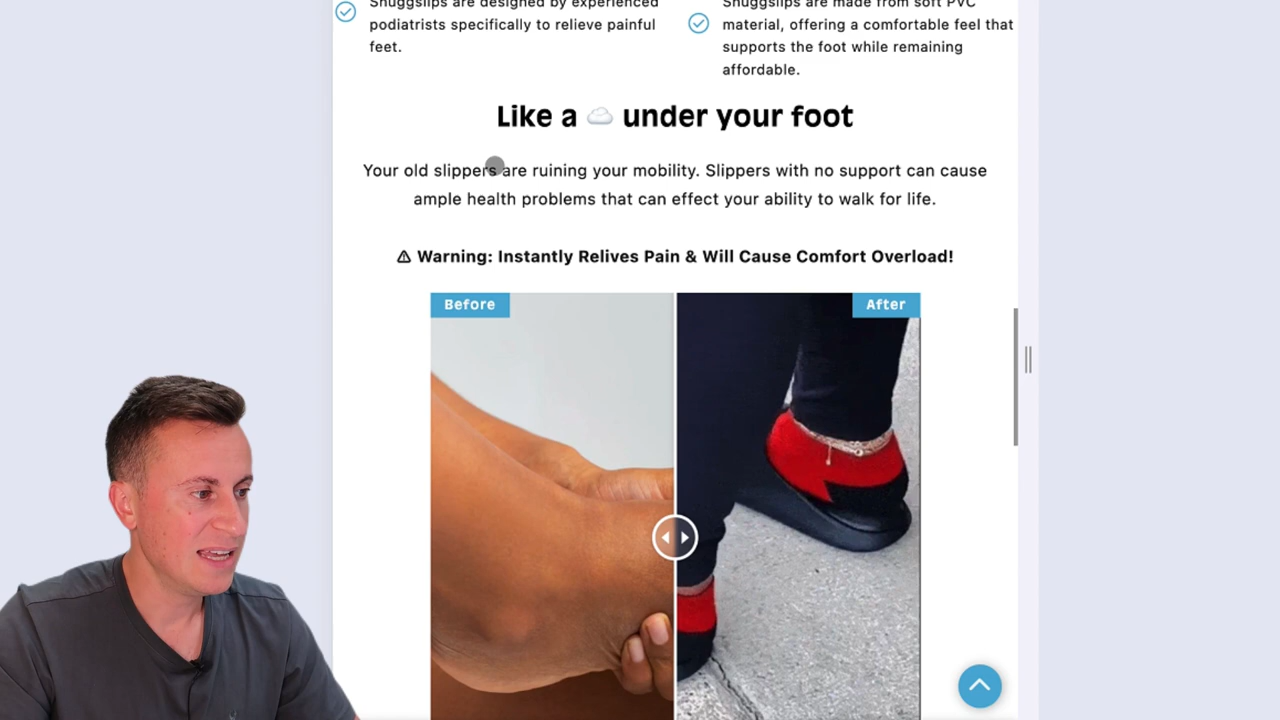 Snuggslips are designed by experienced
podiatrists specifically to relieve painful
feet.
Snuggslips are made from soft PVC
material, offering a comfortable feel that
supports the foot while remaining
affordable.
Like a ☁️ under your foot
Your old slippers are ruining your mobility. Slippers with no support can cause
ample health problems that can effect your ability to walk for life.
⚠ Warning: Instantly Relives Pain & Will Cause Comfort Overload!
Before
After